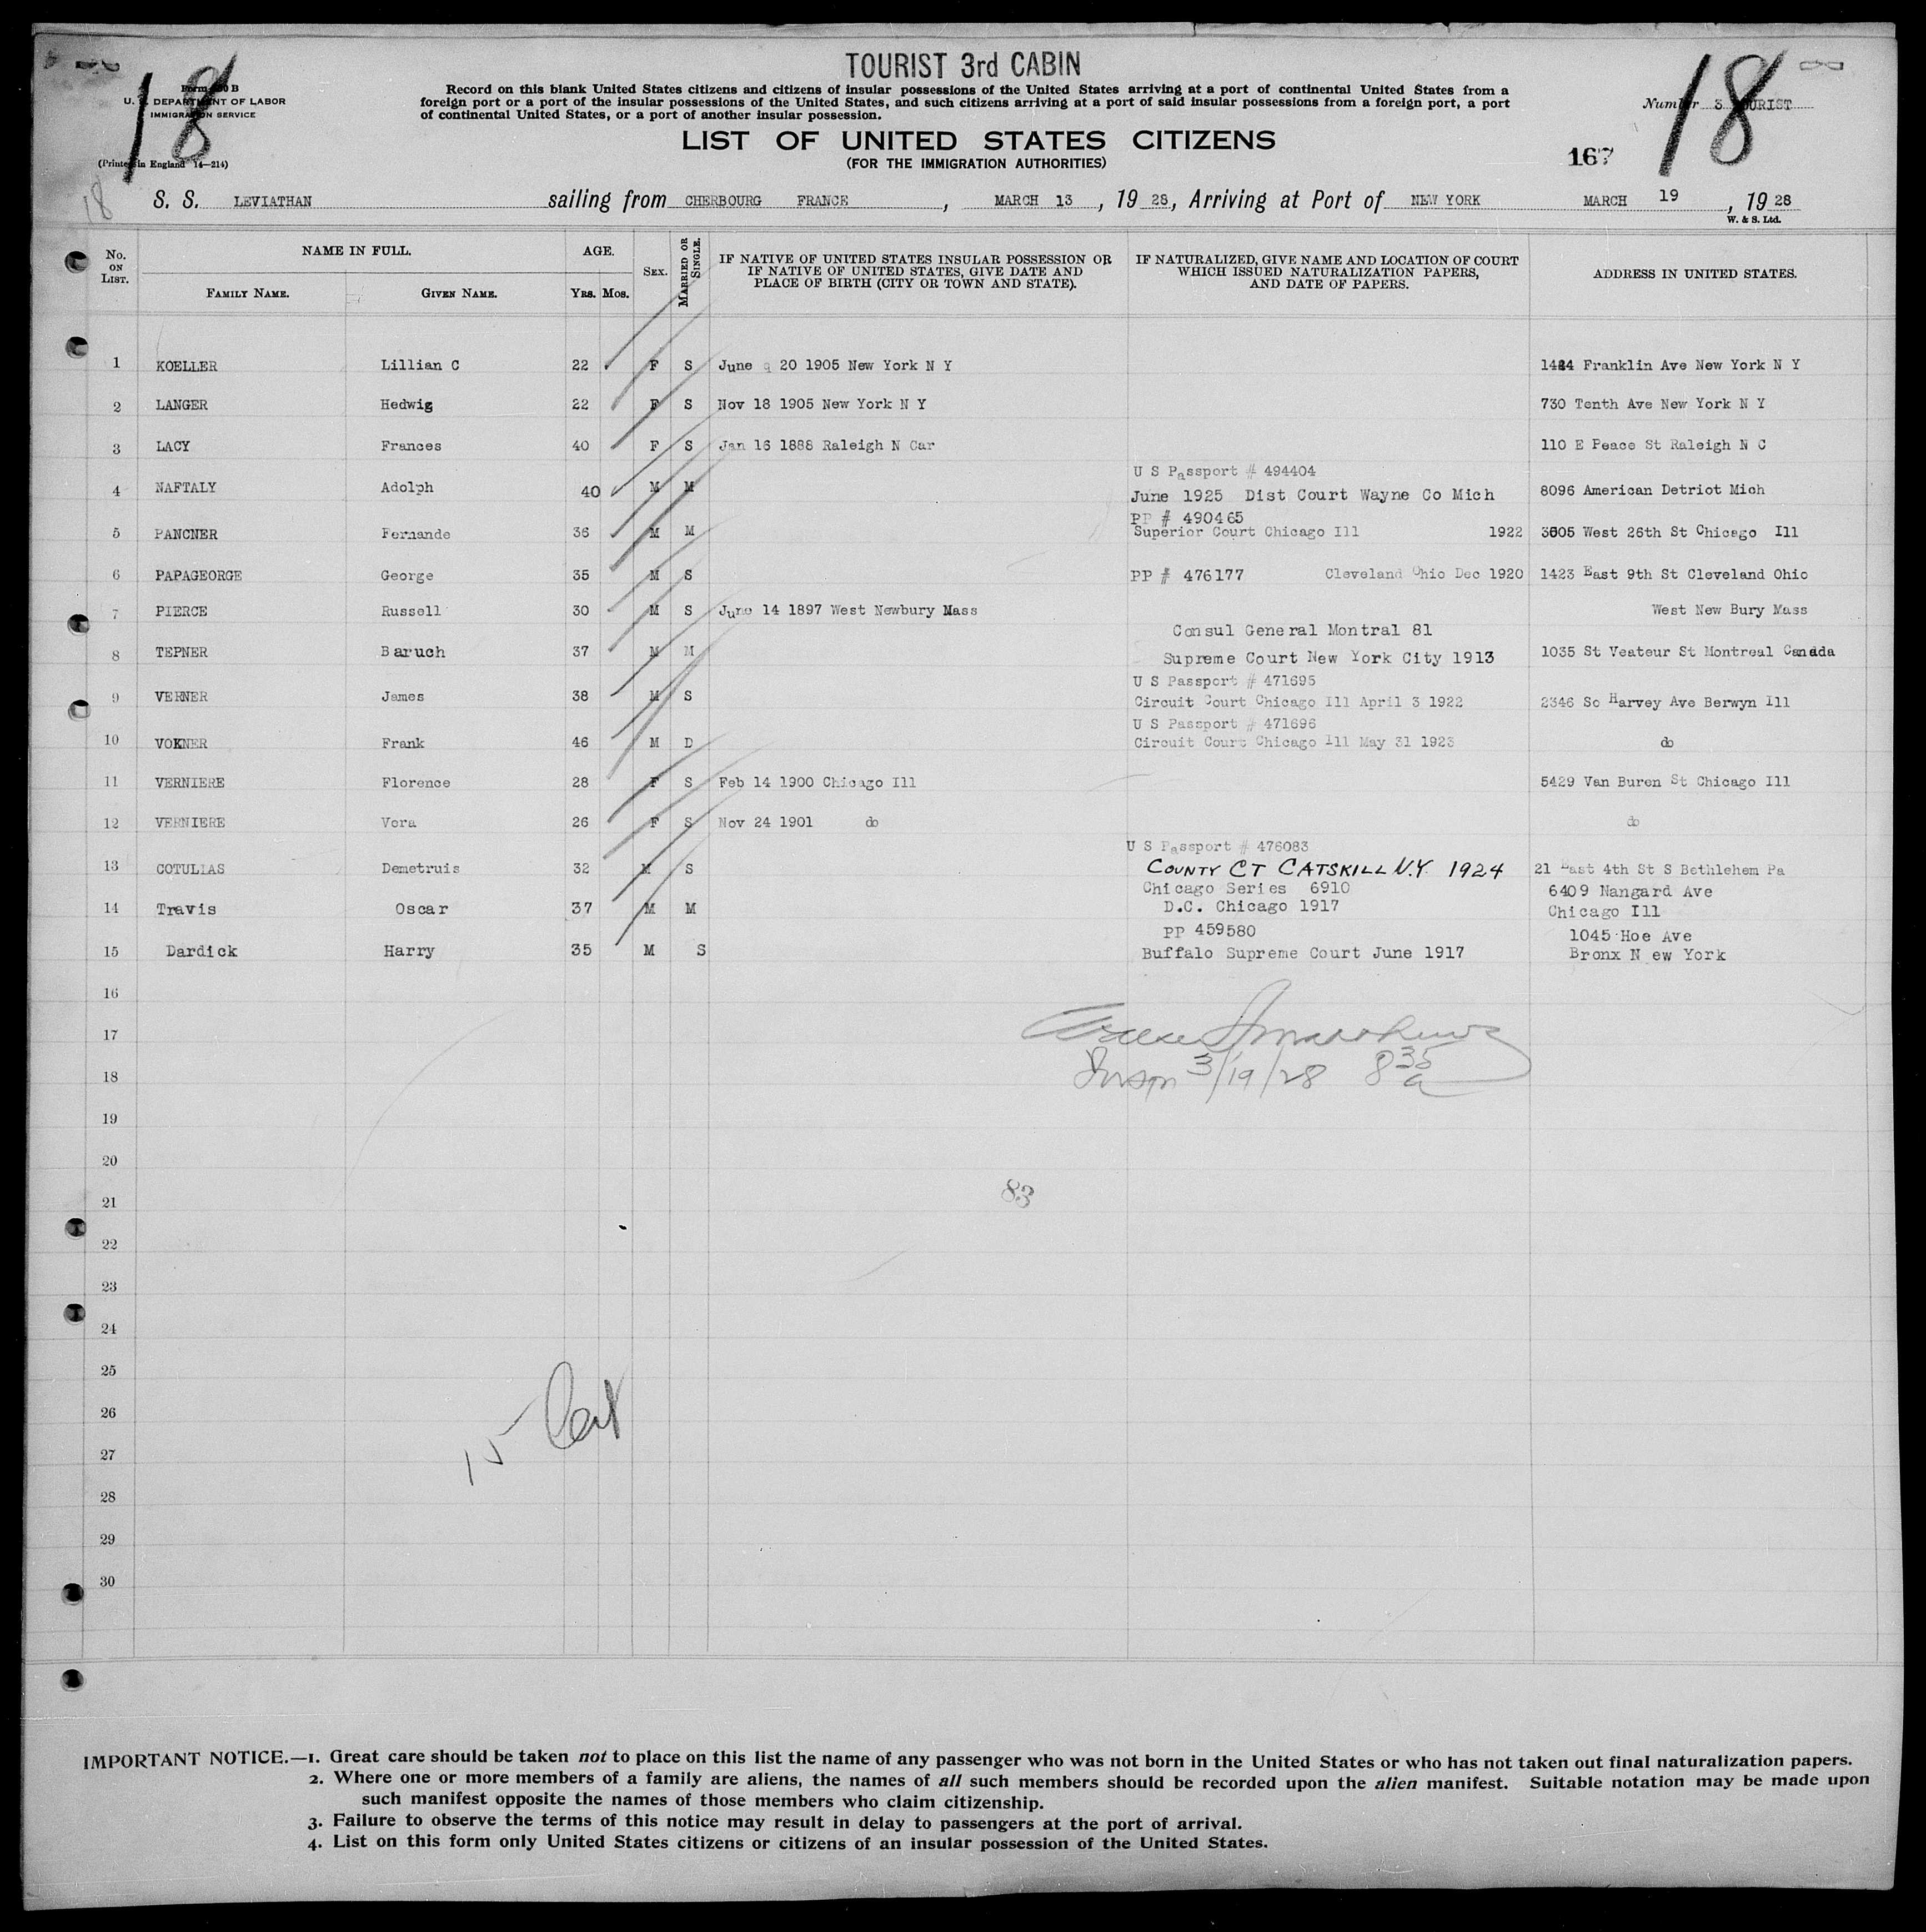 TOURIST 3rd CABIN
18
18
Form 630 B
U. S. DEPARTMENT OF LABOR
IMMIGRATION SERVICE
(Printed in England 14—214)
Record on this blank United States citizens and citizens of insular possessions of the United States arriving at a port of continental United States from a
foreign port or a port of the insular possessions of the United States, and such citizens arriving at a port of said insular possessions from a foreign port, a port
of continental United States, or a port of another insular possession.
Number 3 TOURIST
LIST OF UNITED STATES CITIZENS
(FOR THE IMMIGRATION AUTHORITIES)
167
18
S. S. LEVIATHAN sailing from CHERBOURG FRANCE, MARCH 13, 19 28, Arriving at Port of NEW YORK MARCH 19, 19 28
W. & S. Ltd.
No. ON LIST.
NAME IN FULL.
FAMILY NAME. GIVEN NAME.
AGE.
YRS. MOS.
SEX.
MARRIED OR SINGLE.
IF NATIVE OF UNITED STATES INSULAR POSSESSION OR
IF NATIVE OF UNITED STATES, GIVE DATE AND
PLACE OF BIRTH (CITY OR TOWN AND STATE).
IF NATURALIZED, GIVE NAME AND LOCATION OF COURT
WHICH ISSUED NATURALIZATION PAPERS,
AND DATE OF PAPERS.
ADDRESS IN UNITED STATES.
1 KOELLER Lillian C 22 F S June 20 1905 New York N Y Franklin Ave New York N Y
2 LANGER Hedwig 22 F S Nov 18 1905 New York N Y 730 Tenth Ave New York N Y
3 LACY Frances 40 F S Jan 16 1888 Raleigh N Car 110 E Peace St Raleigh N C
U S Passport # 494404
4 NAFTALY Adolph 40 M M June 1925 Dist Court Wayne Co Mich 8096 American Detriot Mich
PP # 490465
5 PANCNER Fernande 36 M M Superior Court Chicago Ill 1922 3605 West 26th St Chicago Ill
6 PAPAGEORGE George 35 M S PP # 476177 Cleveland Ohio Dec 1920 1423 East 9th St Cleveland Ohio
7 PIERCE Russell 30 M S June 14 1897 West Newbury Mass West New Bury Mass
Consul General Montral 81
8 TEPNER Baruch 37 M M Supreme Court New York City 1913 1035 St Veateur St Montreal Canada
U S Passport # 471695
9 VERNER James 38 M S Circuit Court Chicago Ill April 3 1922 2346 So Harvey Ave Berwyn Ill
U S Passport # 471696
10 VOKNER Frank 46 M D Circuit Court Chicago Ill May 31 1923 do
11 VERNIERE Florence 28 F S Feb 14 1900 Chicago Ill 5429 Van Buren St Chicago Ill
12 VERNIERE Vera 26 F S Nov 24 1901 do do
U S Passport # 476083
13 COTULIAS Demetruis 32 M S COUNTY CT CATSKILL N.Y. 1924 21 East 4th St S Bethlehem Pa
Chicago Series 6910 6409 Nangard Ave
14 Travis Oscar 37 M M D.C. Chicago 1917 Chicago Ill
PP 459580 1045 Hoe Ave
15 Dardick Harry 35 M S Buffalo Supreme Court June 1917 Bronx N ew York
16
17
Insp 3/19/28 8 35 a
18
19
20
21
83
22
23
24
25
26
15
27
28
29
30
IMPORTANT NOTICE.—1. Great care should be taken not to place on this list the name of any passenger who was not born in the United States or who has not taken out final naturalization papers.
2. Where one or more members of a family are aliens, the names of all such members should be recorded upon the alien manifest. Suitable notation may be made upon
such manifest opposite the names of those members who claim citizenship.
3. Failure to observe the terms of this notice may result in delay to passengers at the port of arrival.
4. List on this form only United States citizens or citizens of an insular possession of the United States.